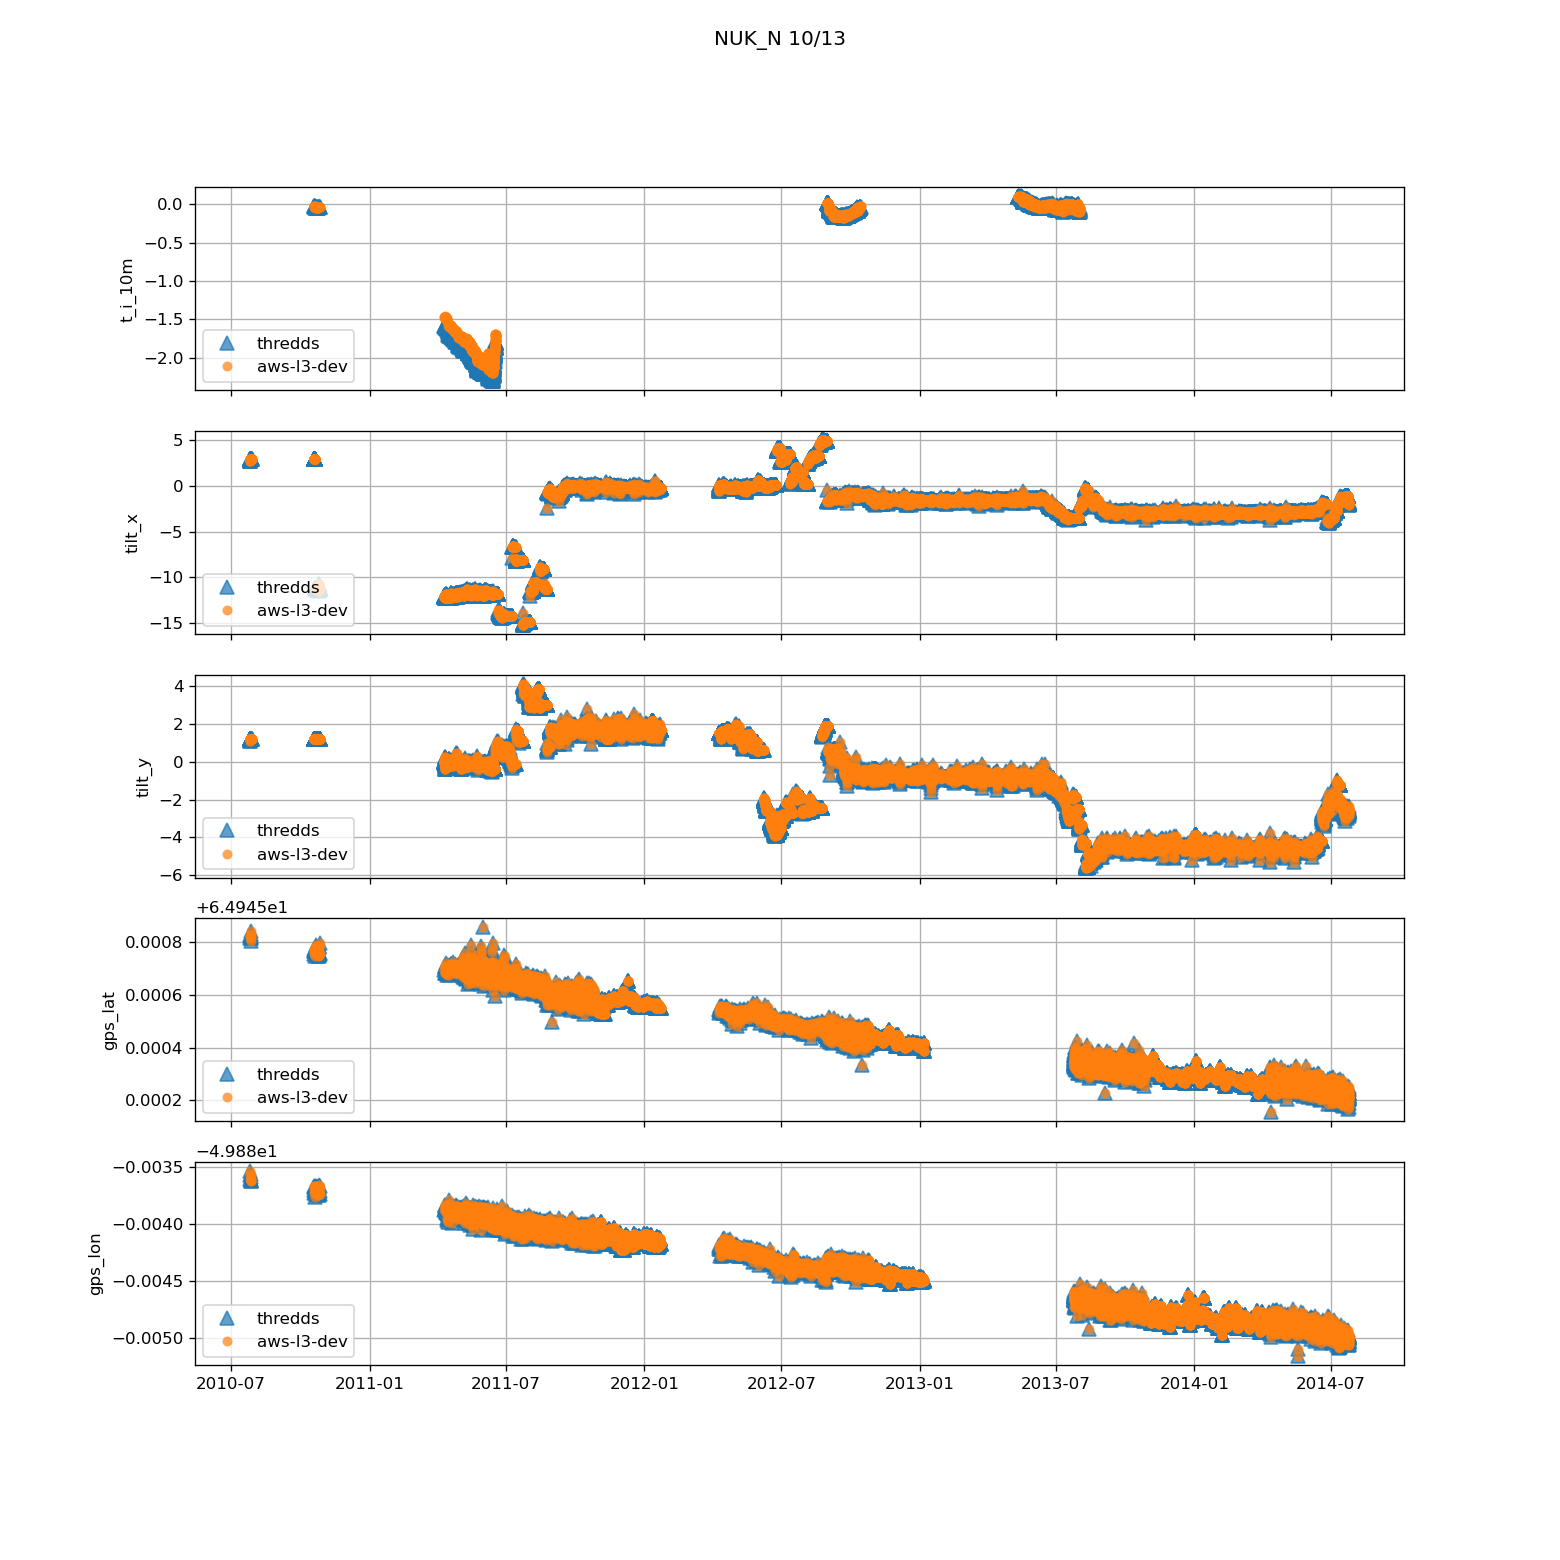 NUK_N 10/13
t_i_10m
0.0
−0.5
−1.0
−1.5
−2.0
thredds
aws-l3-dev
tilt_x
5
0
−5
−10
−15
thredds
aws-l3-dev
tilt_y
4
2
0
−2
−4
−6
thredds
aws-l3-dev
+6.4945e1
gps_lat
0.0008
0.0006
0.0004
0.0002
thredds
aws-l3-dev
−4.988e1
gps_lon
−0.0035
−0.0040
−0.0045
−0.0050
thredds
aws-l3-dev
2010-07 2011-01 2011-07 2012-01 2012-07 2013-01 2013-07 2014-01 2014-07